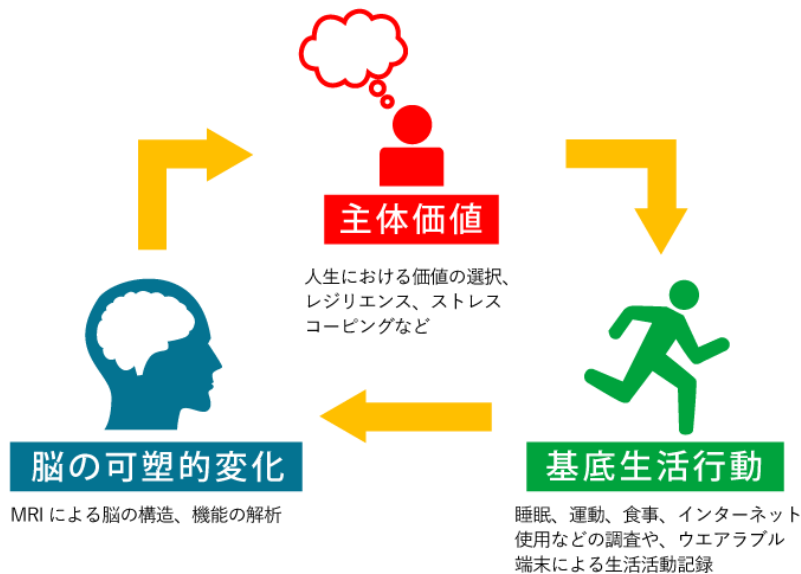 主体価値
人生における価値の選択、
レジリエンス、ストレス
コーピングなど
脳の可塑的変化
MRI による脳の構造、機能の解析
基底生活行動
睡眠、運動、食事、インターネット
使用などの調査や、ウエアラブル
端末による生活活動記録